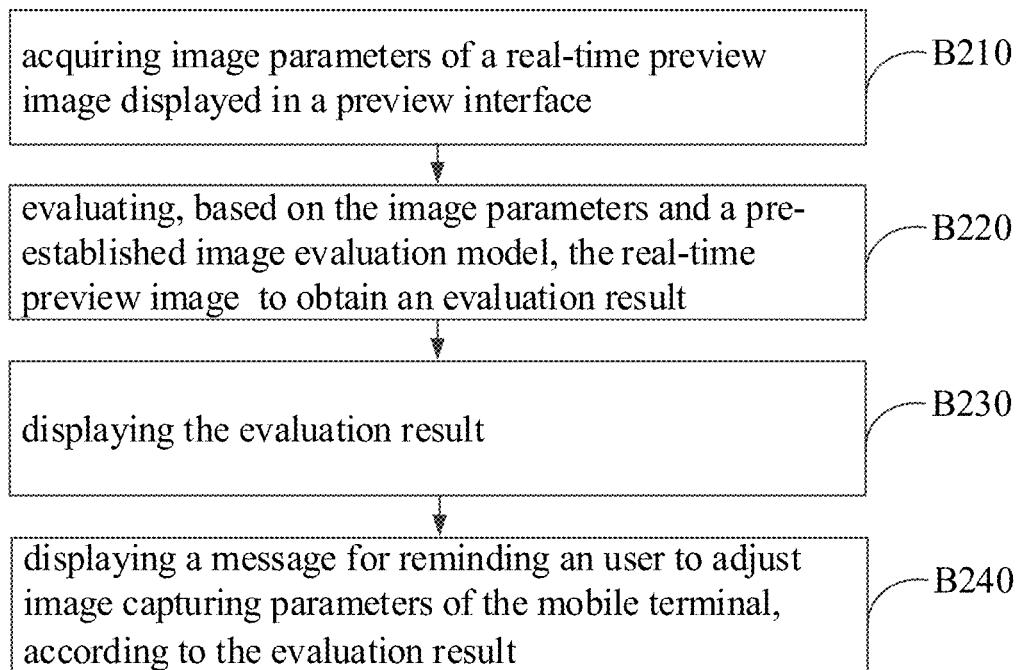 acquiring image parameters of a real-time preview
image displayed in a preview interface
B210
evaluating, based on the image parameters and a pre-
established image evaluation model, the real-time
preview image to obtain an evaluation result
B220
displaying the evaluation result
B230
displaying a message for reminding an user to adjust
image capturing parameters of the mobile terminal,
according to the evaluation result
B240